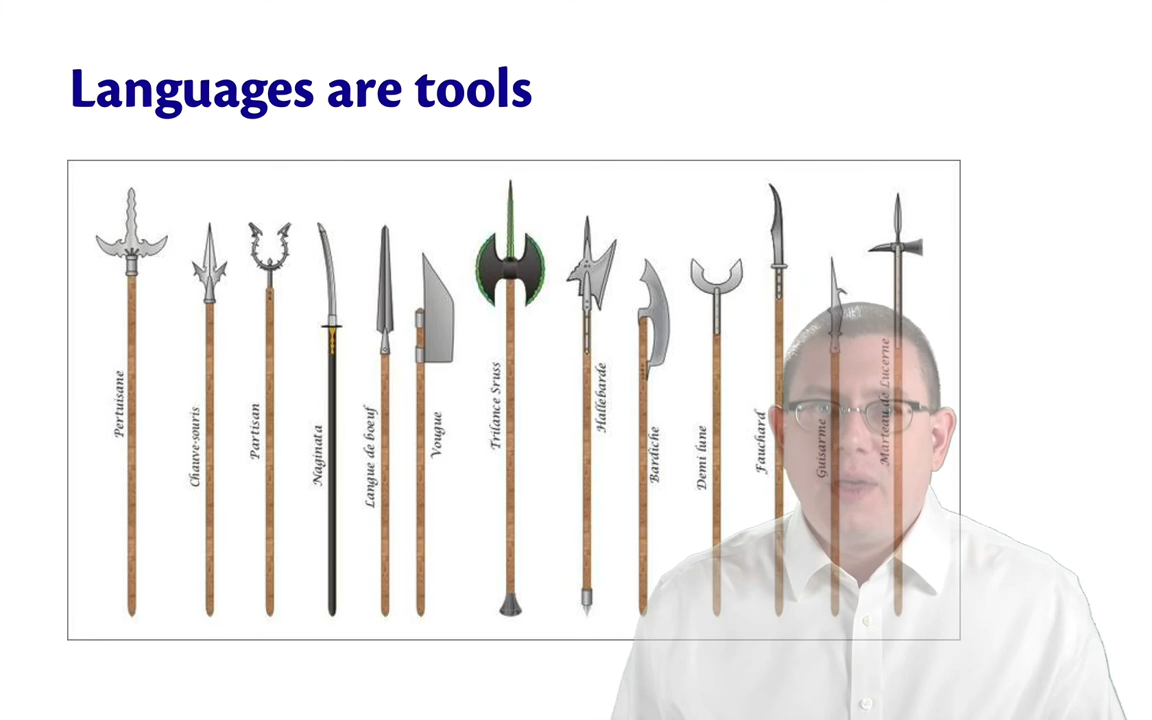 Languages are tools
Pertuisane
Chauve-souris
Partisan
Naginata
Langue de bœuf
Vougue
Trilance Sruss
Hallebarde
Bardiche
Demi lune
Fauchard
Guisarme
Marteau de Lucerne